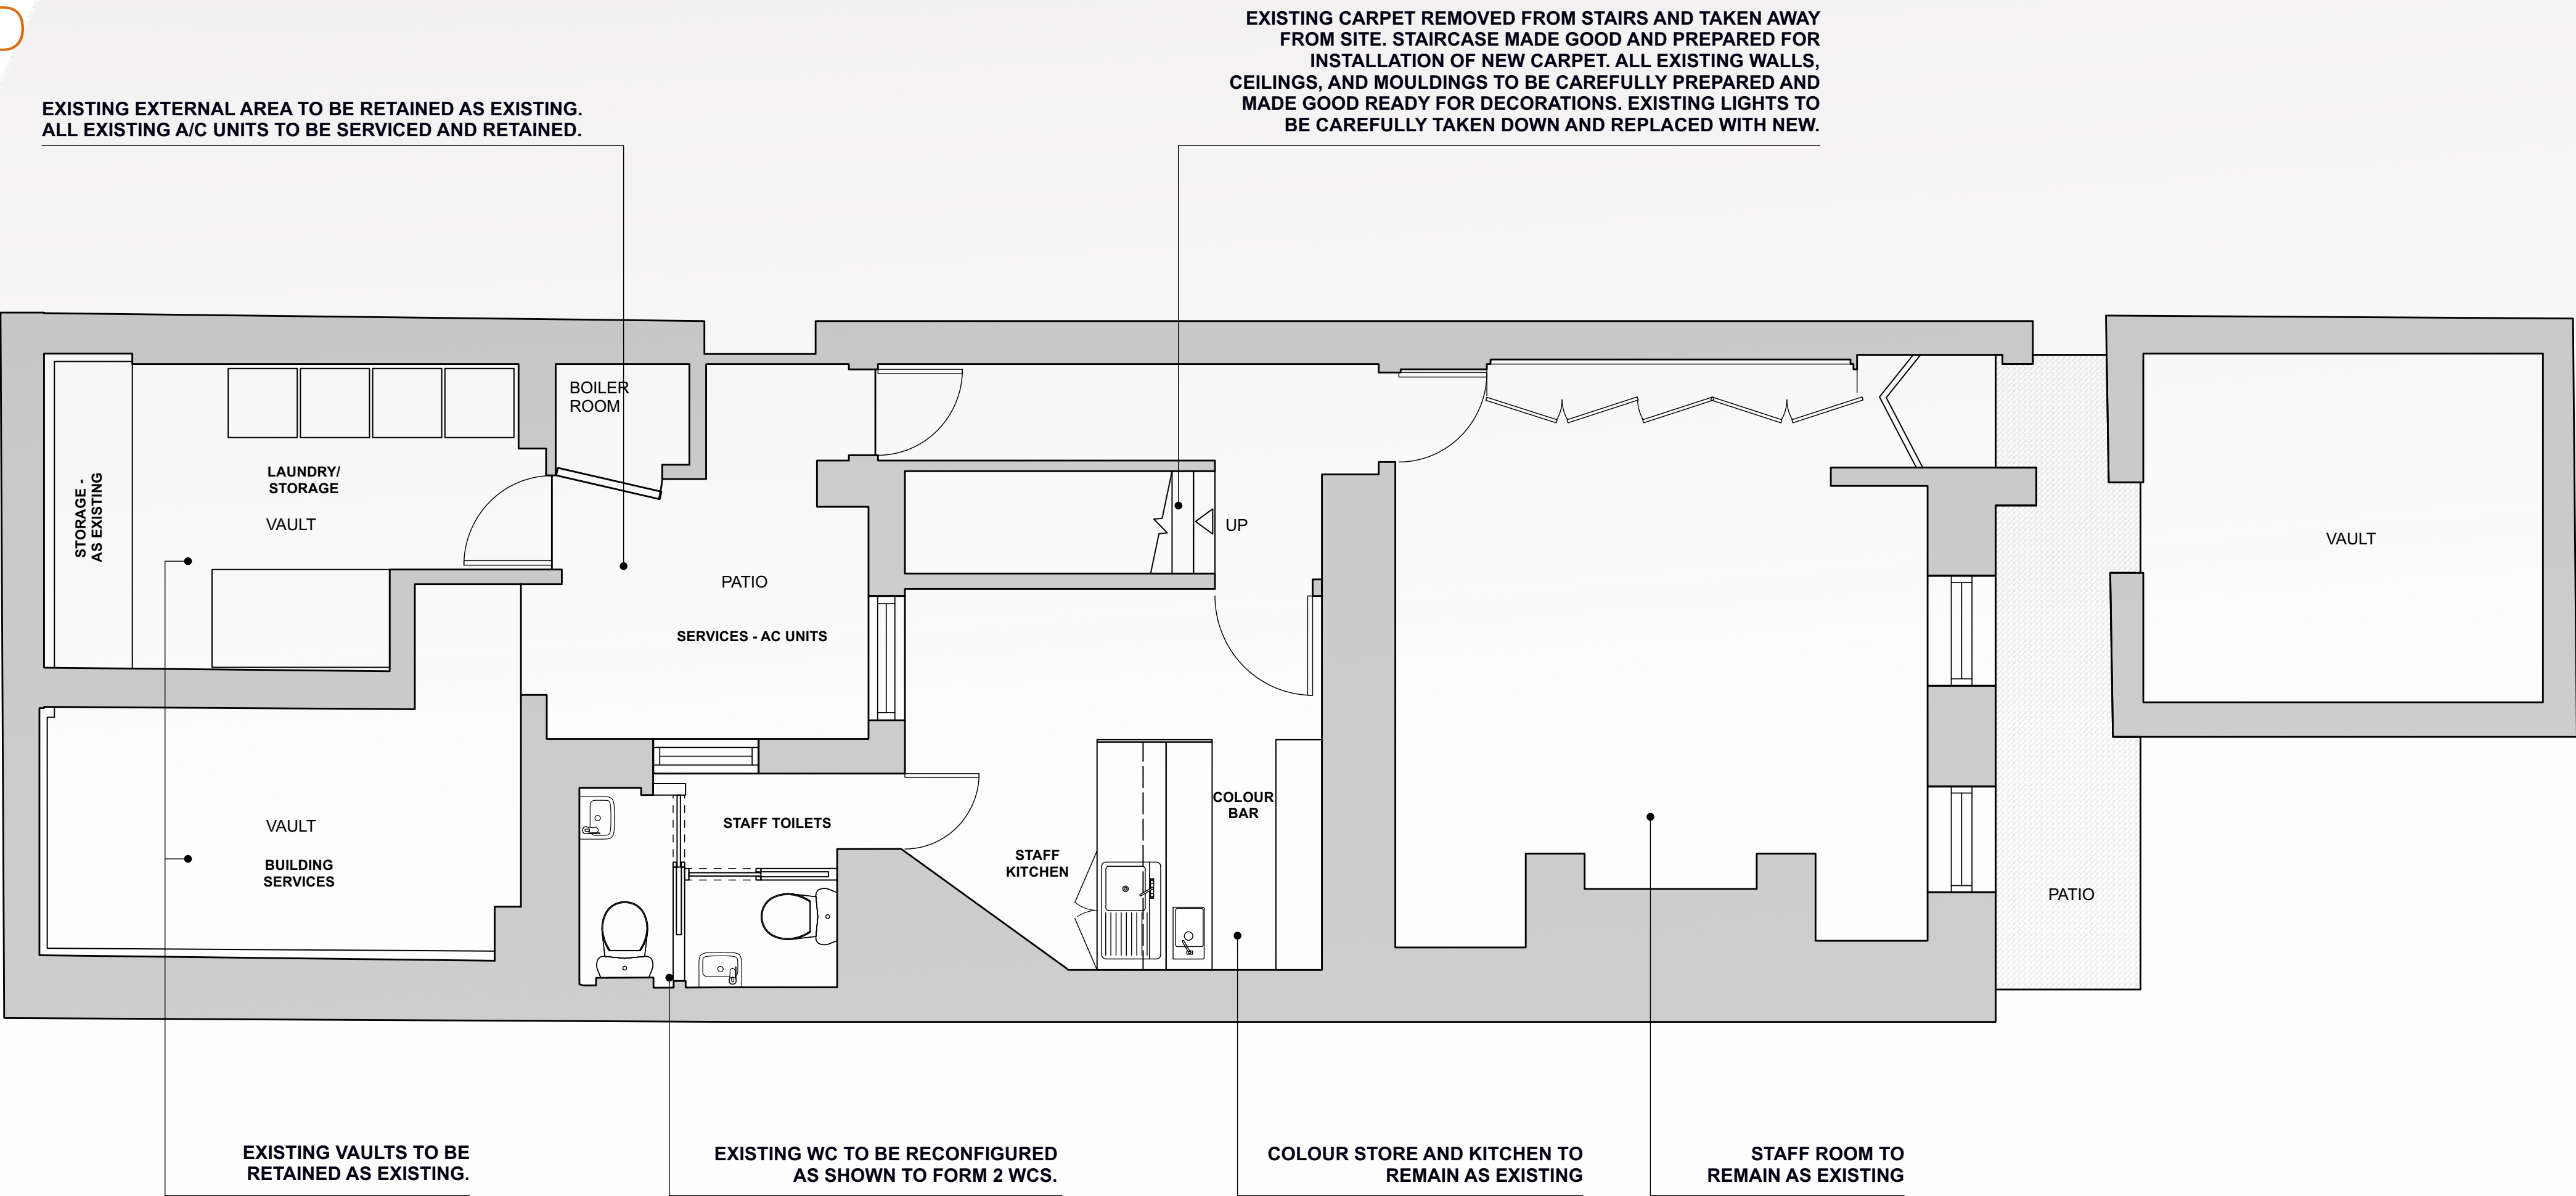 EXISTING CARPET REMOVED FROM STAIRS AND TAKEN AWAY
FROM SITE. STAIRCASE MADE GOOD AND PREPARED FOR
INSTALLATION OF NEW CARPET. ALL EXISTING WALLS,
CEILINGS, AND MOULDINGS TO BE CAREFULLY PREPARED AND
MADE GOOD READY FOR DECORATIONS. EXISTING LIGHTS TO
BE CAREFULLY TAKEN DOWN AND REPLACED WITH NEW.
EXISTING EXTERNAL AREA TO BE RETAINED AS EXISTING.
ALL EXISTING A/C UNITS TO BE SERVICED AND RETAINED.
BOILER
ROOM
LAUNDRY/
STORAGE
VAULT
STORAGE -
AS EXISTING
UP
VAULT
PATIO
SERVICES - AC UNITS
COLOUR
BAR
STAFF TOILETS
VAULT
BUILDING
SERVICES
STAFF
KITCHEN
PATIO
EXISTING VAULTS TO BE
RETAINED AS EXISTING.
EXISTING WC TO BE RECONFIGURED
AS SHOWN TO FORM 2 WCS.
COLOUR STORE AND KITCHEN TO
REMAIN AS EXISTING
STAFF ROOM TO
REMAIN AS EXISTING